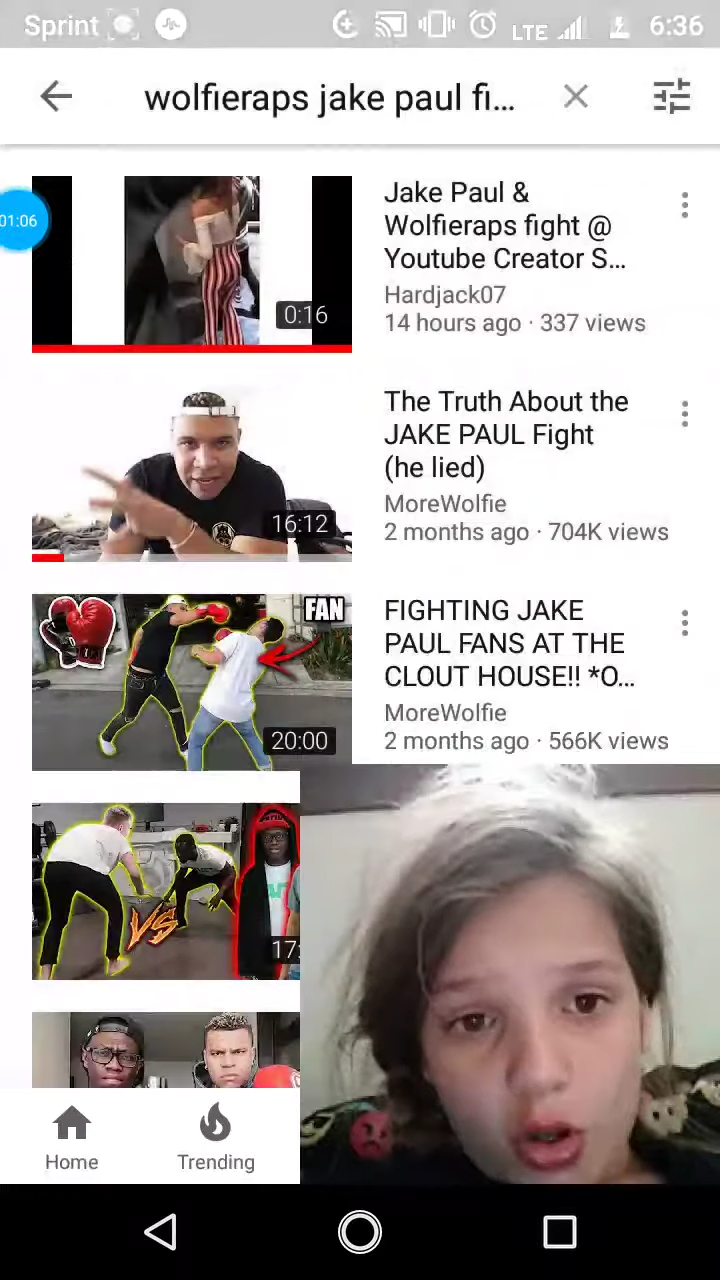 Sprint LTE 6:36
wolfieraps jake paul fi...
01:06
0:16
Jake Paul &
Wolfieraps fight @
Youtube Creator S...
Hardjack07
14 hours ago · 337 views
16:12
The Truth About the
JAKE PAUL Fight
(he lied)
MoreWolfie
2 months ago · 704K views
FAN
20:00
FIGHTING JAKE
PAUL FANS AT THE
CLOUT HOUSE!! *O...
MoreWolfie
2 months ago · 566K views
VS
17:
Home
Trending